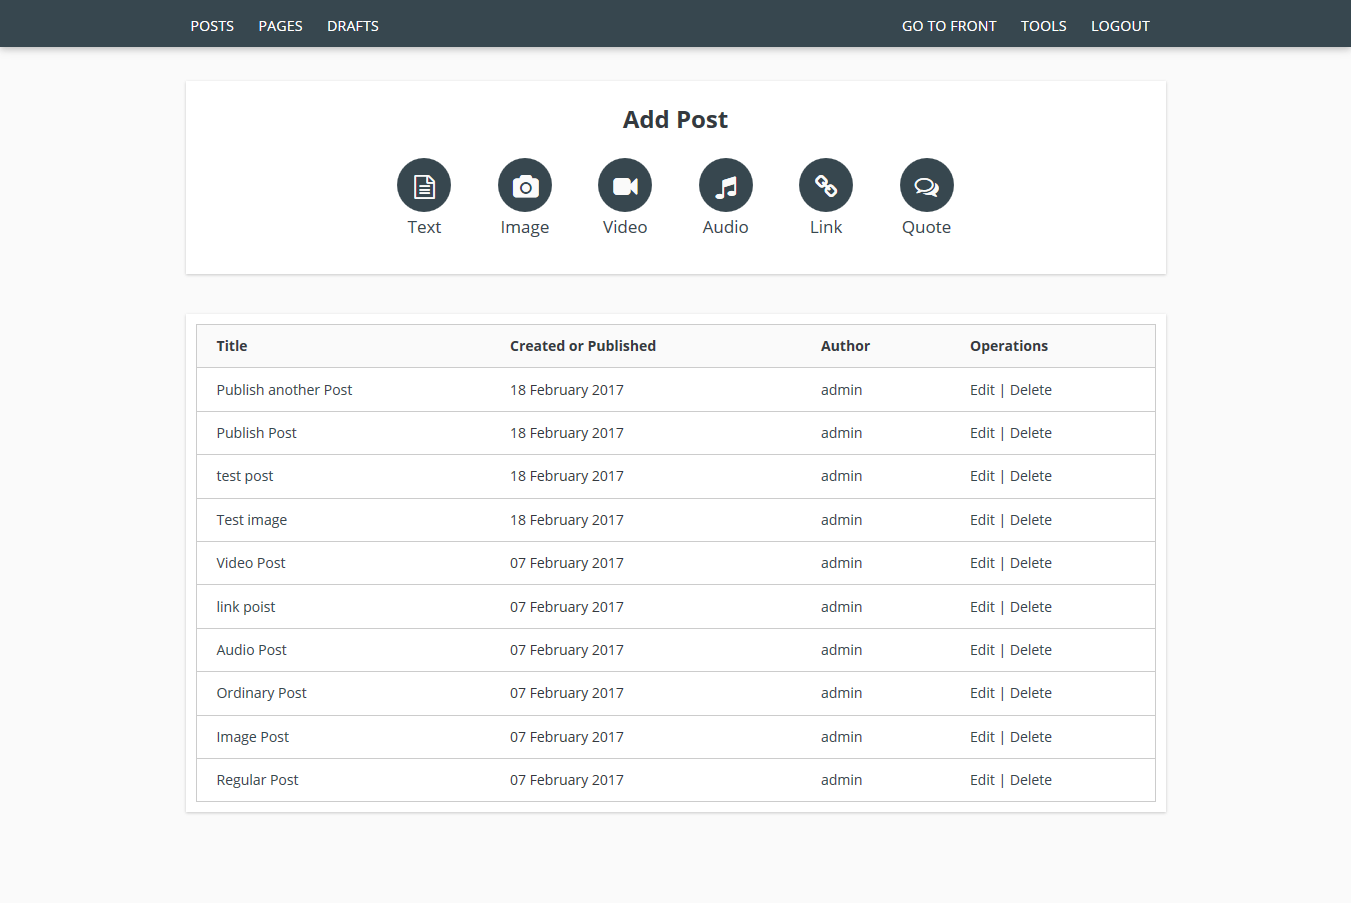 POSTS PAGES DRAFTS GO TO FRONT TOOLS LOGOUT
Add Post
Text Image Video Audio Link Quote
Title Created or Published Author Operations
Publish another Post 18 February 2017 admin Edit | Delete
Publish Post 18 February 2017 admin Edit | Delete
test post 18 February 2017 admin Edit | Delete
Test image 18 February 2017 admin Edit | Delete
Video Post 07 February 2017 admin Edit | Delete
link poist 07 February 2017 admin Edit | Delete
Audio Post 07 February 2017 admin Edit | Delete
Ordinary Post 07 February 2017 admin Edit | Delete
Image Post 07 February 2017 admin Edit | Delete
Regular Post 07 February 2017 admin Edit | Delete